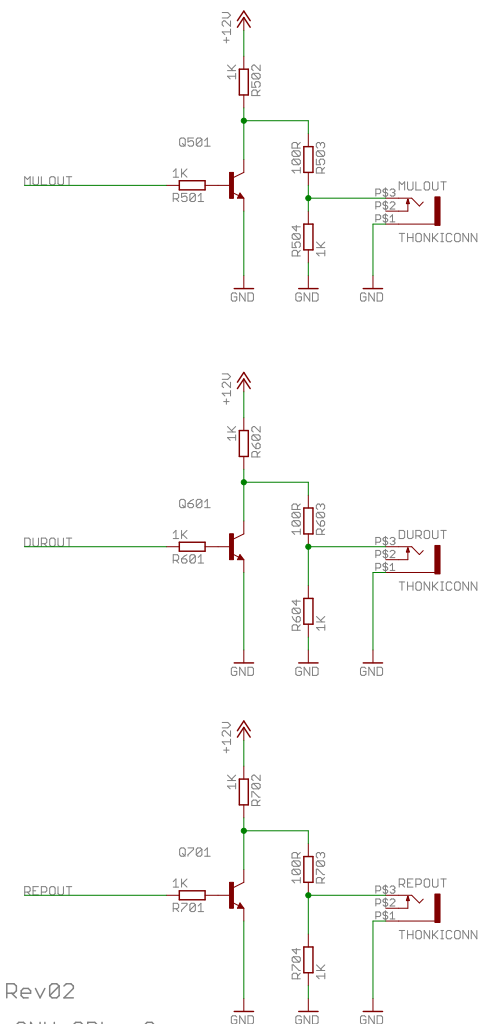 +12V
1K
R502
Q501
MULOUT
1K
R501
100R
R503
P$3
MULOUT
P$2
P$1
R504
1K
THONKICONN
GND
GND
GND
+12V
1K
R602
Q601
DUROUT
1K
R601
100R
R603
P$3
DUROUT
P$2
P$1
THONKICONN
R604
1K
GND
GND
GND
+12V
1K
R702
Q701
REPOUT
1K
R701
100R
R703
P$3
REPOUT
P$2
P$1
THONKICONN
R704
1K
Rev02
GND
GND
GND